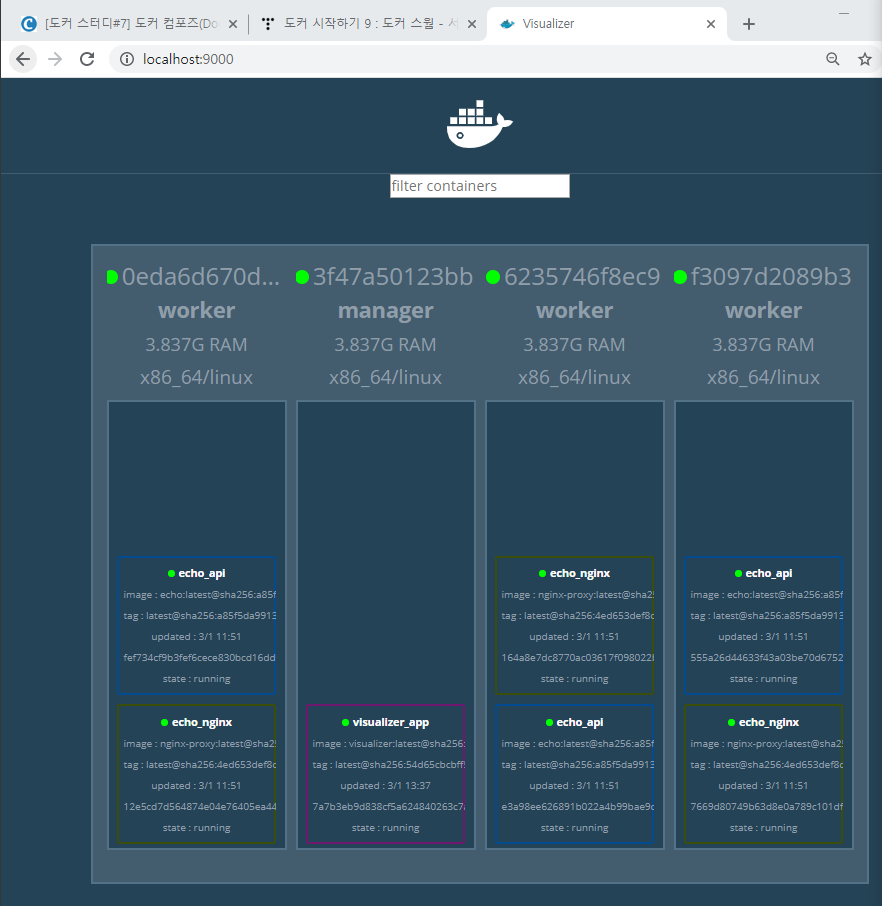 [도커 스터디#7] 도커 컴포즈(Do
도커 시작하기 9 : 도커 스웜 - 서
Visualizer
localhost:9000
filter containers
0eda6d670d...
worker
3.837G RAM
x86_64/linux
echo_api
image : echo:latest@sha256:a85f
tag : latest@sha256:a85f5da9913
updated : 3/1 11:51
fef734cf9b3fef6cece830bcd16dd
state : running
echo_nginx
image : nginx-proxy:latest@sha25
tag : latest@sha256:4ed653def8c
updated : 3/1 11:51
12e5cd7d564874e04e76405ea44
state : running
3f47a50123bb
manager
3.837G RAM
x86_64/linux
visualizer_app
image : visualizer:latest@sha256:
tag : latest@sha256:54d65cbcbff
updated : 3/1 13:37
7a7b3eb9d838cf5a624840263c7
state : running
6235746f8ec9
worker
3.837G RAM
x86_64/linux
echo_nginx
image : nginx-proxy:latest@sha25
tag : latest@sha256:4ed653def8c
updated : 3/1 11:51
164a8e7dc8770ac03617f098022
state : running
echo_api
image : echo:latest@sha256:a85f
tag : latest@sha256:a85f5da9913
updated : 3/1 11:51
e3a98ee626891b022a4b99bae9c
state : running
f3097d2089b3
worker
3.837G RAM
x86_64/linux
echo_api
image : echo:latest@sha256:a85f
tag : latest@sha256:a85f5da9913
updated : 3/1 11:51
555a26d44633f43a03be70d6752
state : running
echo_nginx
image : nginx-proxy:latest@sha25
tag : latest@sha256:4ed653def8c
updated : 3/1 11:51
7669d80749b63d8e0a789c101df
state : running